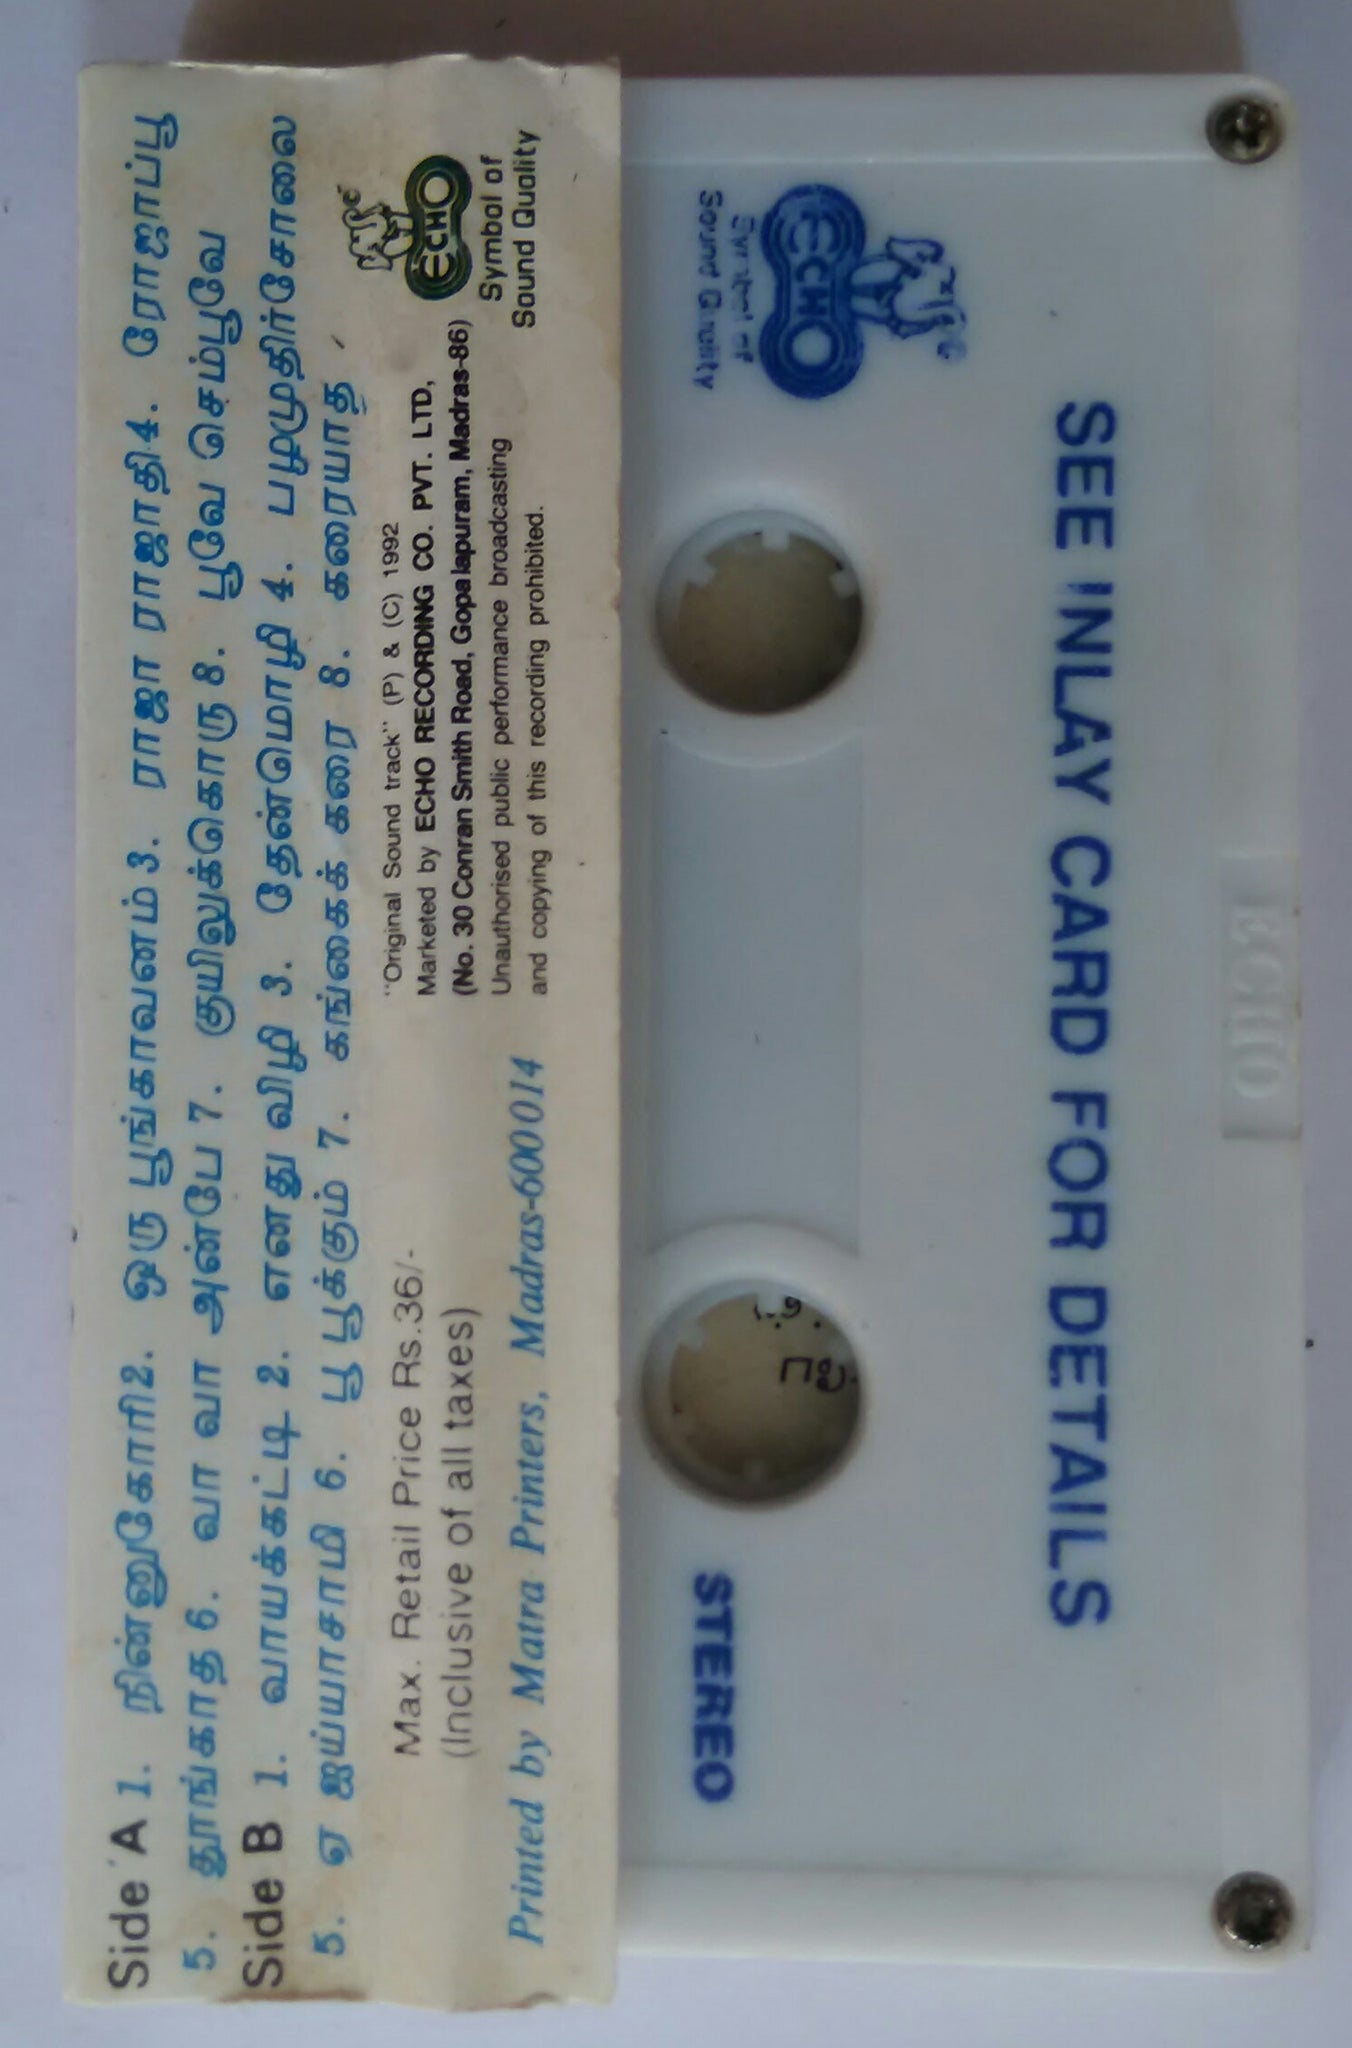 Side A 1. நின்னுகோரி2. ஒரு பூங்காவனம்3. ராஜா ராஜாதி4. ரோஜாப்பூ
5. தூங்காத 6. வா வா அன்பே 7. குயிலுக்கொரு 8. பூவே செம்பூவே
Side B 1. வாயக்கட்டி 2. எனது விழி 3. தேன்மொழி 4. பழமுதிர்சோலை
5. ஏ ஐய்யாசாமி 6. பூ பூக்கும் 7. கங்கைக் கரை 8. கரையாத
"Original Sound track" (P) & (C) 1992
Marketed by ECHO RECORDING CO. PVT. LTD,
(No. 30 Conran Smith Road, Gopalapuram, Madras-86)
Unauthorised public performance broadcasting
and copying of this recording prohibited.
ECHO
Symbol of
Sound Quality
Max. Retail Price Rs.36/-
(Inclusive of all taxes)
Printed by Matra Printers, Madras-600014
ECHO
Symbol of
Sound Quality
STEREO
SEE INLAY CARD FOR DETAILS
ECHO